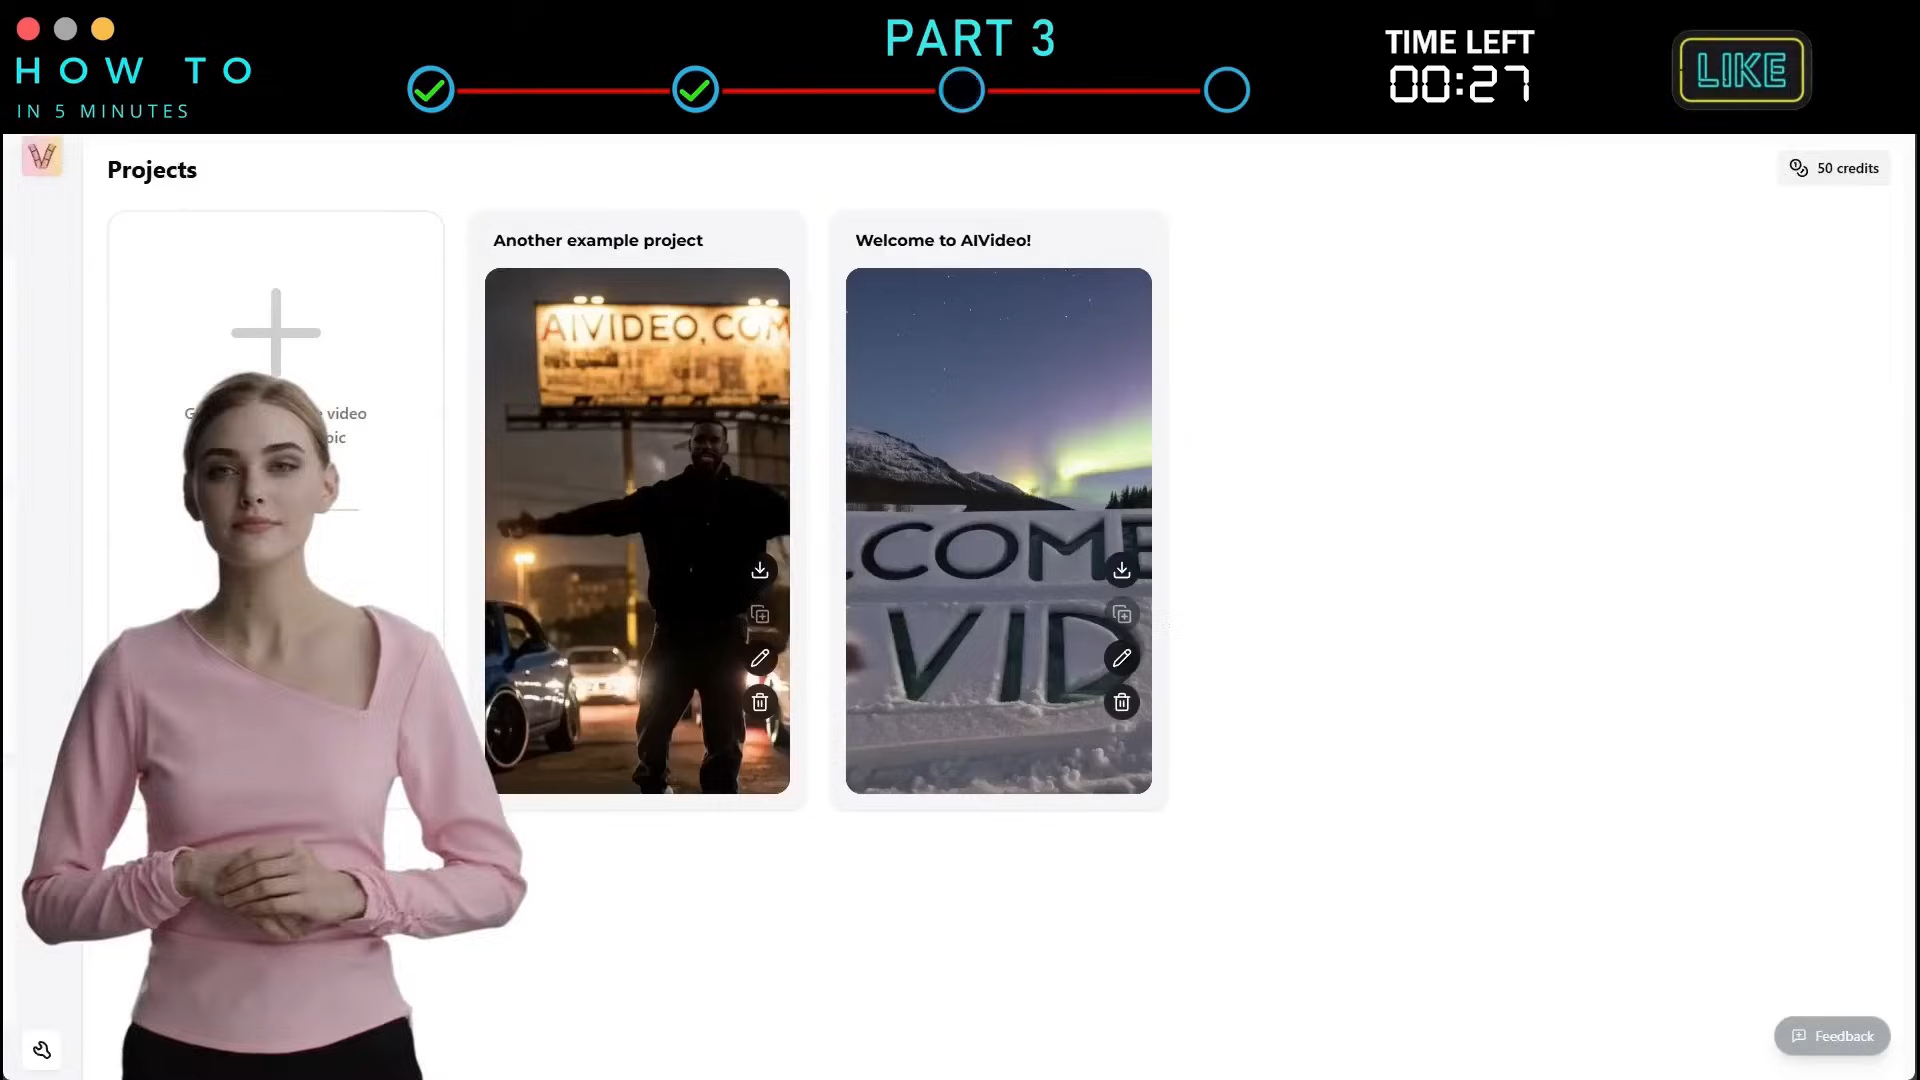 PART 3
TIME LEFT
00:27
LIKE
HOW TO
IN 5 MINUTES
V
Projects
50 credits
Another example project
Welcome to AIVideo!
AIVIDEO.COM
video
COME
VID
Feedback